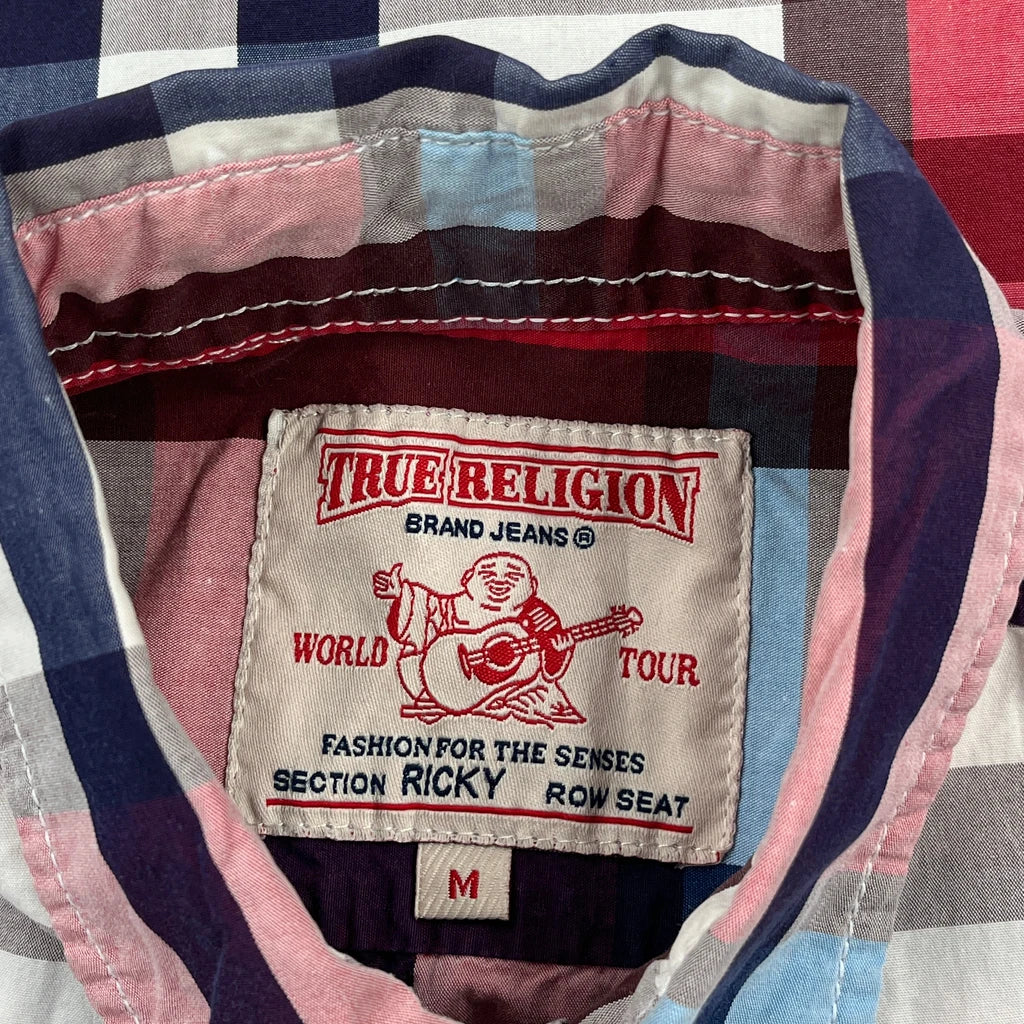 TRUE RELIGION
BRAND JEANS®
WORLD TOUR
FASHION FOR THE SENSES
SECTION RICKY ROW SEAT
M